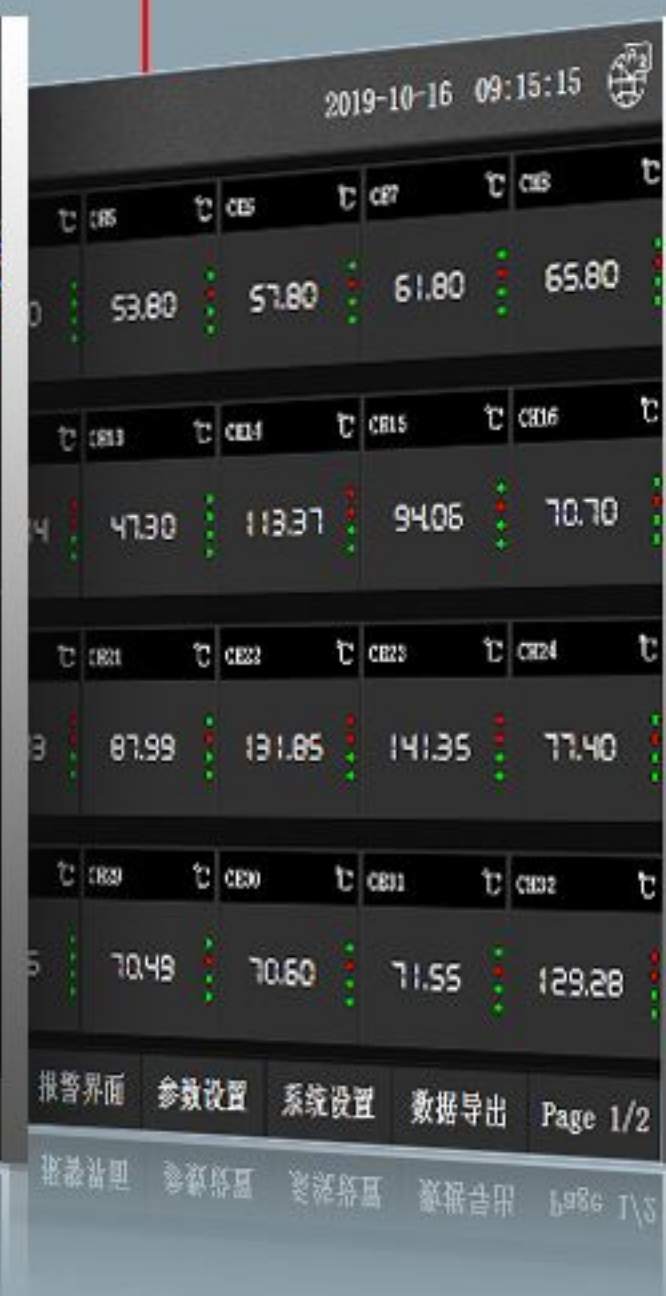 2019-10-16 09:15:15
℃ CH5 ℃ CH6 ℃ CH7 ℃ CH8 ℃
53.80 57.80 61.80 65.80
℃ CH13 ℃ CH14 ℃ CH15 ℃ CH16 ℃
47.30 113.37 94.06 70.70
℃ CH21 ℃ CH22 ℃ CH23 ℃ CH24 ℃
87.99 131.85 141.35 77.40
℃ CH29 ℃ CH30 ℃ CH31 ℃ CH32 ℃
70.49 70.60 71.55 129.28
报警界面 参数设置 系统设置 数据导出 Page 1/2